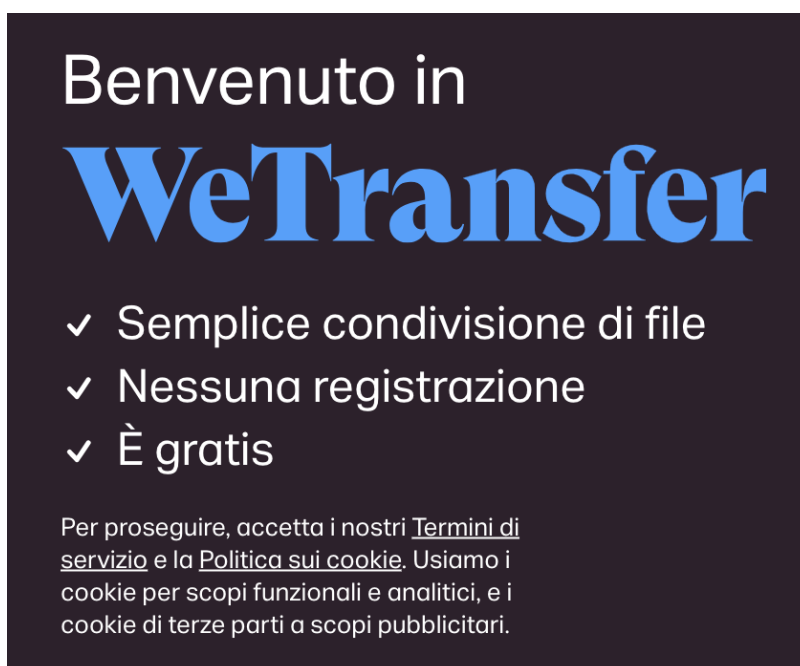 Benvenuto in
WeTransfer
Semplice condivisione di file
Nessuna registrazione
È gratis
Per proseguire, accetta i nostri Termini di
servizio e la Politica sui cookie. Usiamo i
cookie per scopi funzionali e analitici, e i
cookie di terze parti a scopi pubblicitari.